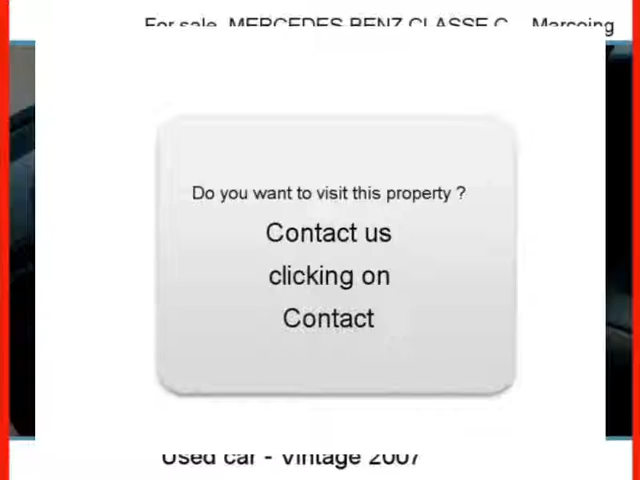 For sale MERCEDES BENZ CLASSE C - Marcoing
Do you want to visit this property ?
Contact us
clicking on
Contact
Used car - Vintage 2007